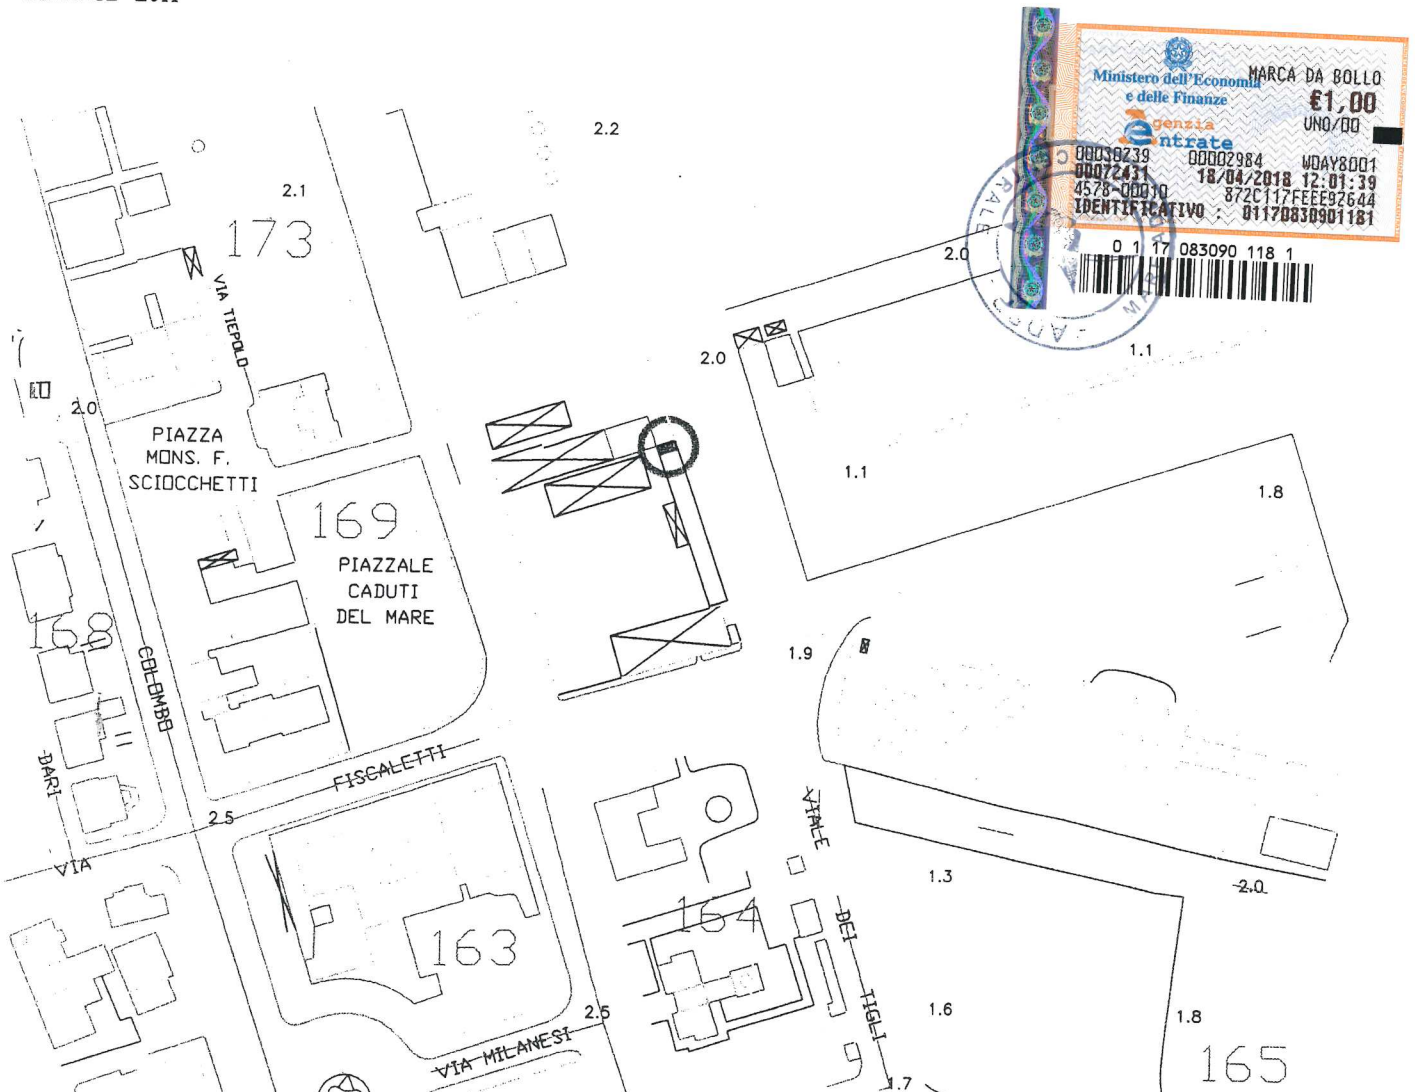 MARCA DA BOLLO
Ministero dell'Economia
e delle Finanze
€1,00
UNO/00
agenzia
entrate
00030239 00002984 WDAY8001
00072431 18/04/2018 12:01:39
4578-00010 872C117FEEE92644
IDENTIFICATIVO : 01170830901181
0 1 17 083090 118 1
2.2
2.1
173
VIA TIEPOLO
2.0
2.0
1.1
2.0
PIAZZA
MONS. F.
SCIOCCHETTI
1.1
1.8
169
PIAZZALE
CADUTI
DEL MARE
168
COLOMBO
1.9
DARI
FISCALETTI
2.5
VIALE
VIA
1.3
2.0
164
DEI
163
TIGLI
1.6
2.5
1.8
VIA MILANESI
165
1.7